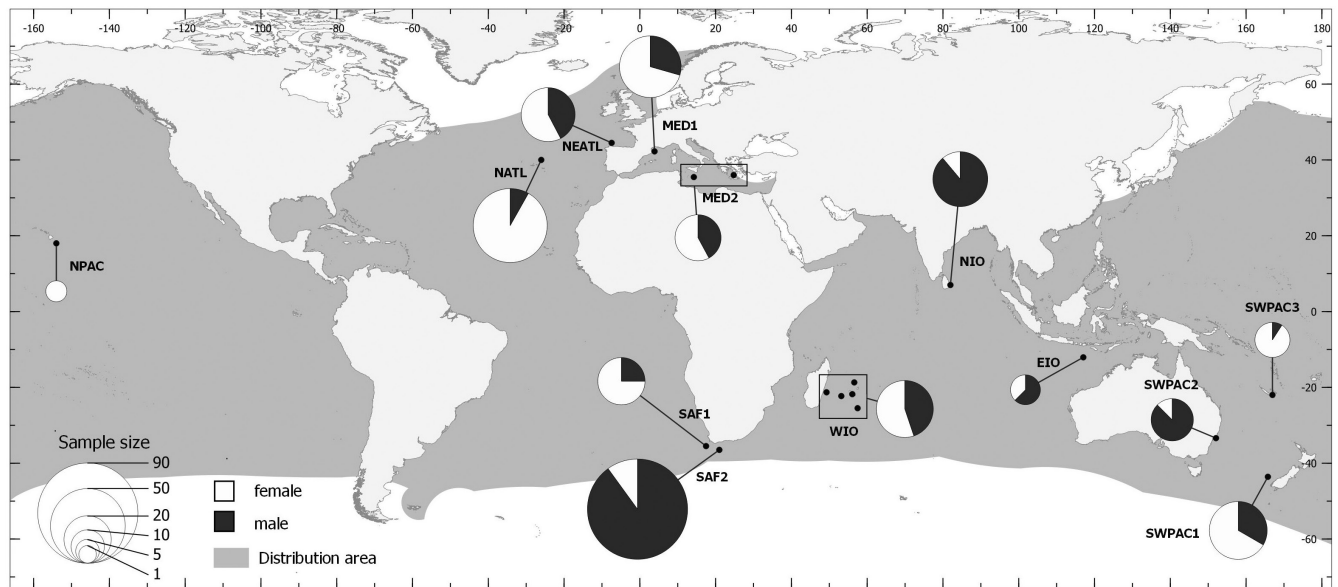 -160 -140 -120 -100 -80 -60 -40 -20 0 20 40 60 80 100 120 140 160 180
60
MED1
NEATL
40
NATL
MED2
20
NPAC
NIO
0
SWPAC3
EIO
SWPAC2
-20
SAF1
WIO
Sample size
90
-40
50
SAF2
female
20
10
male
SWPAC1
5
-60
Distribution area
1